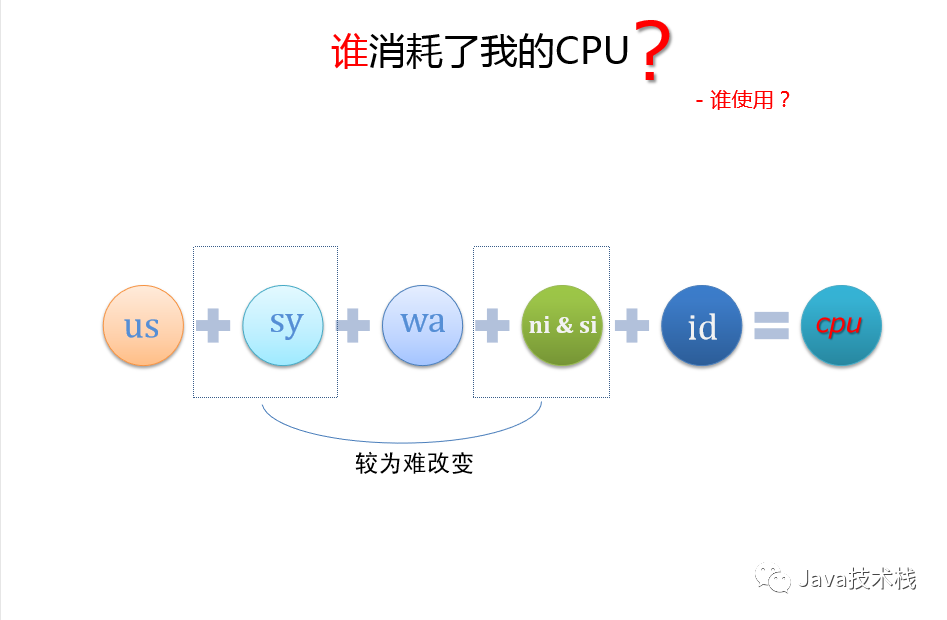 谁消耗了我的CPU?
- 谁使用？
us + sy + wa + ni & si + id = cpu
较为难改变
Java技术栈